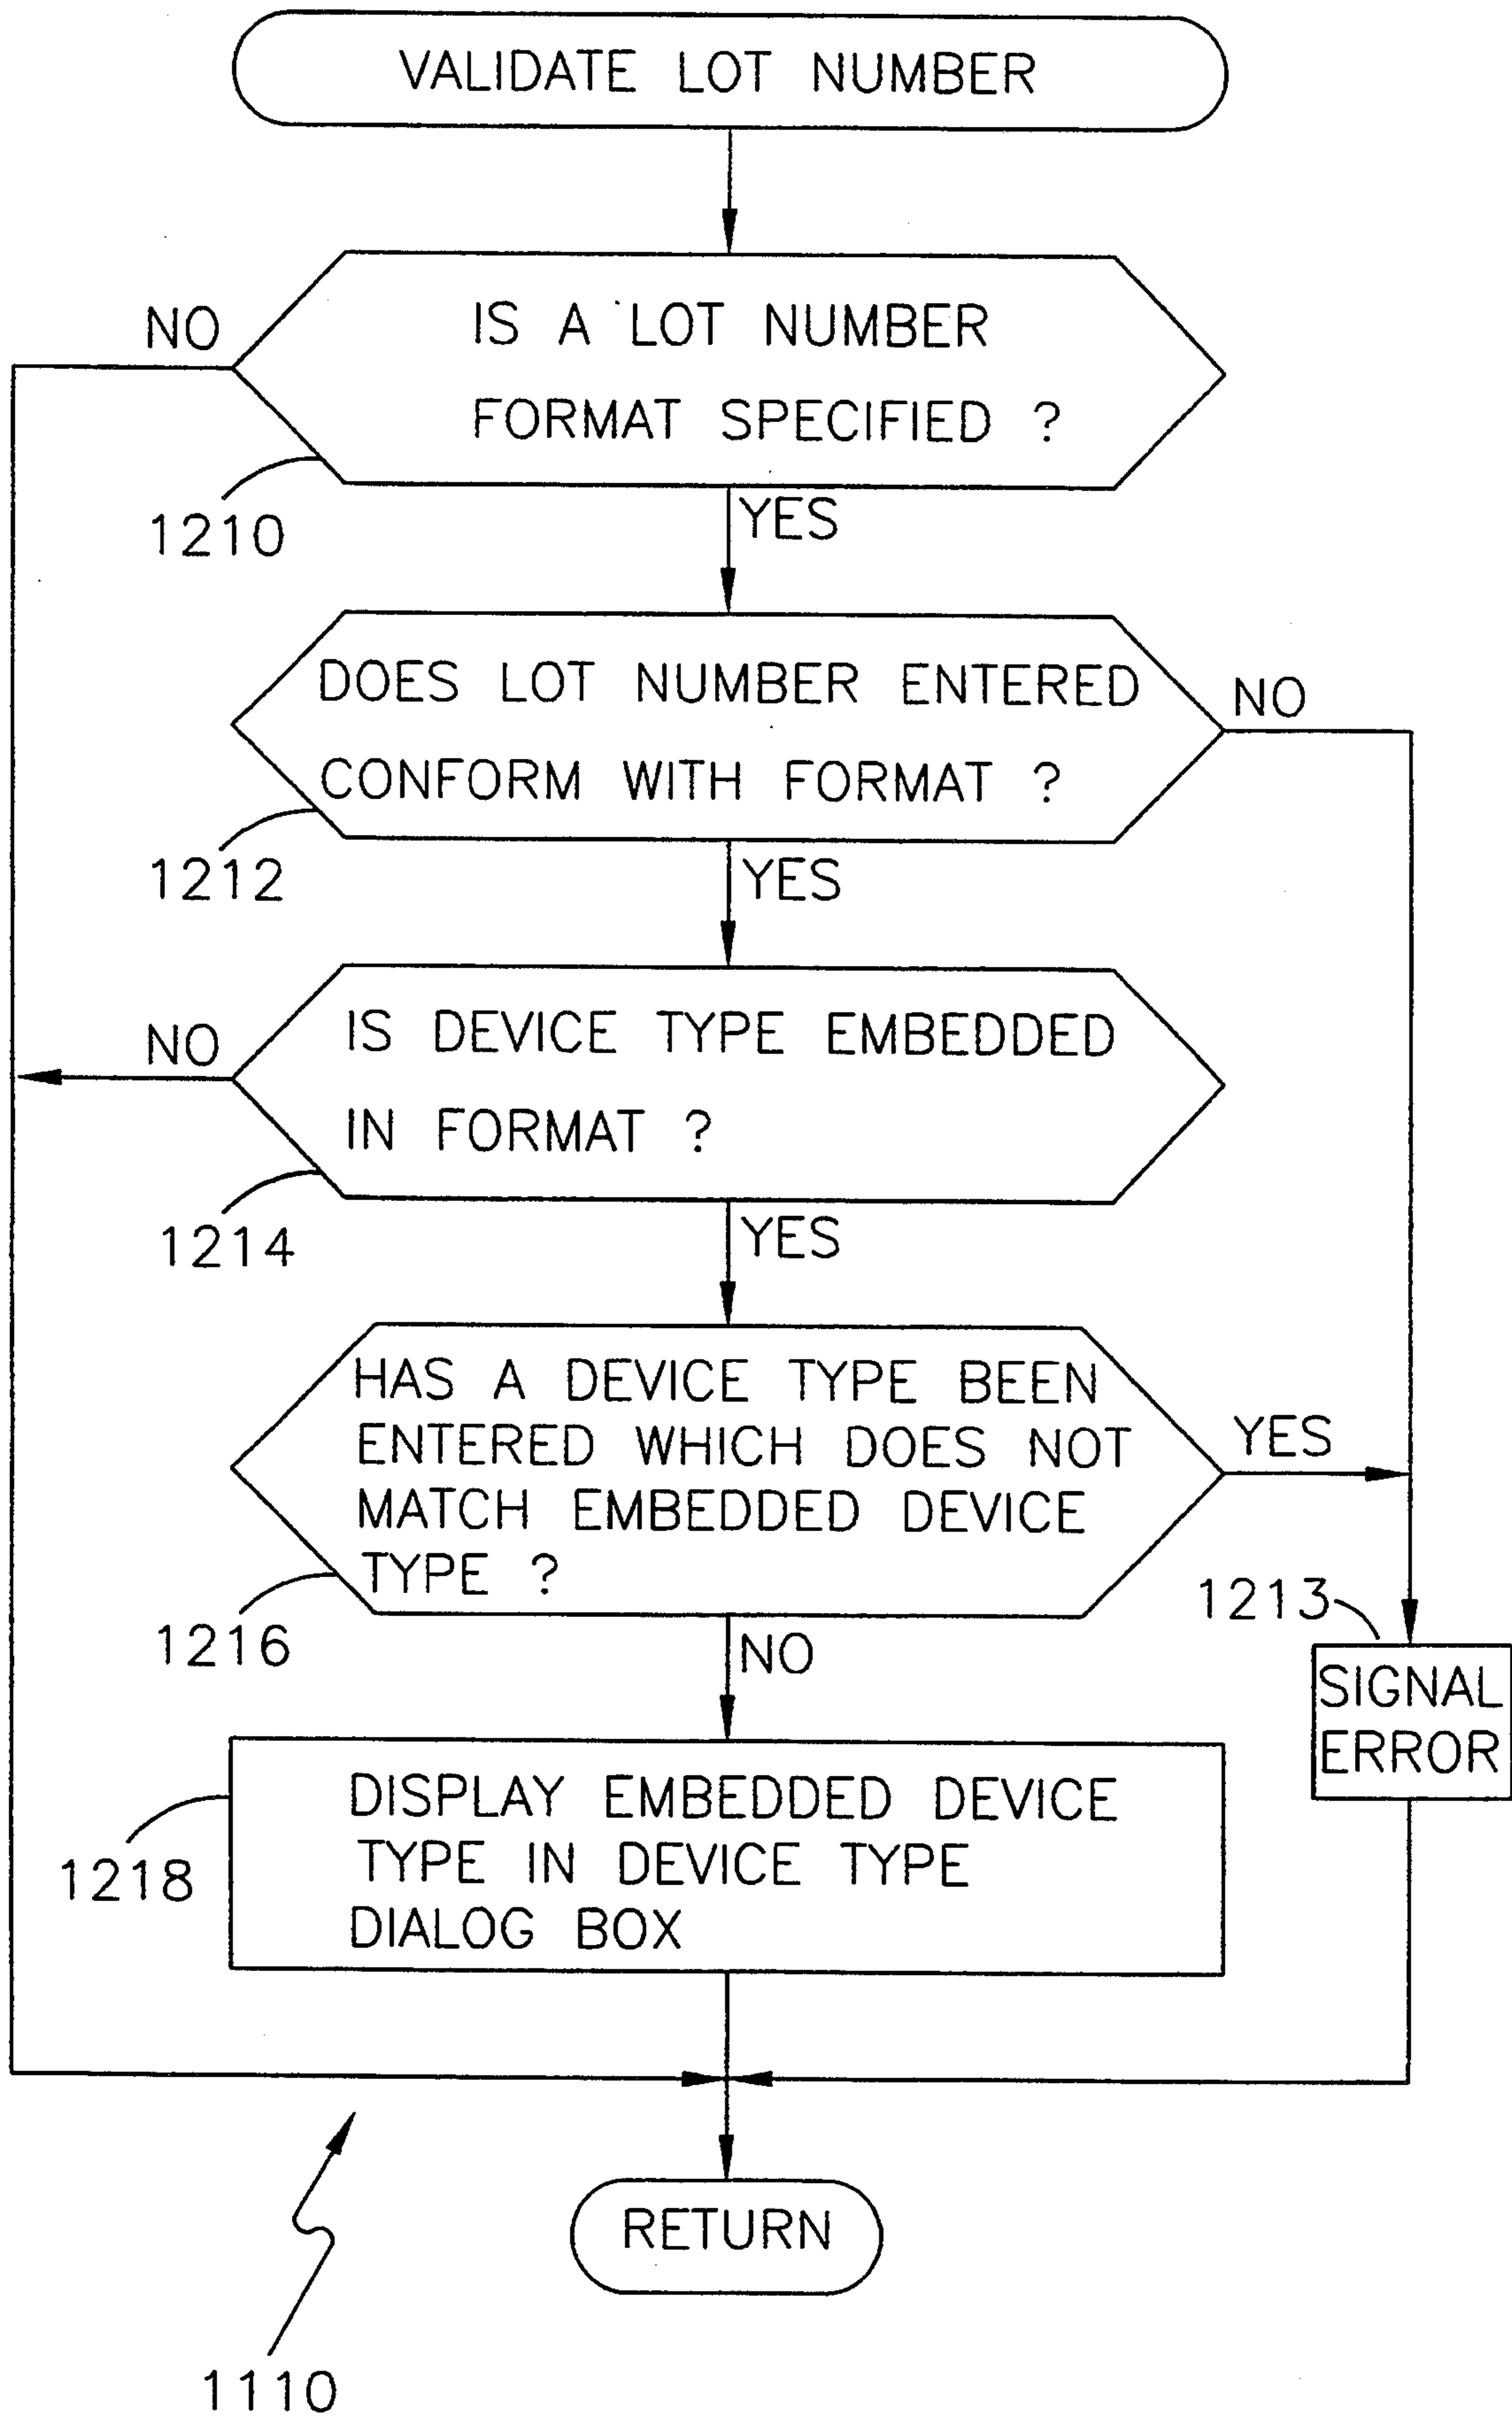 VALIDATE LOT NUMBER
NO
IS A LOT NUMBER
FORMAT SPECIFIED ?
1210
YES
DOES LOT NUMBER ENTERED
CONFORM WITH FORMAT ?
NO
1212
YES
IS DEVICE TYPE EMBEDDED
IN FORMAT ?
NO
1214
YES
HAS A DEVICE TYPE BEEN
ENTERED WHICH DOES NOT
MATCH EMBEDDED DEVICE
TYPE ?
YES
1216
NO
1213
SIGNAL
ERROR
DISPLAY EMBEDDED DEVICE
TYPE IN DEVICE TYPE
DIALOG BOX
1218
RETURN
1110